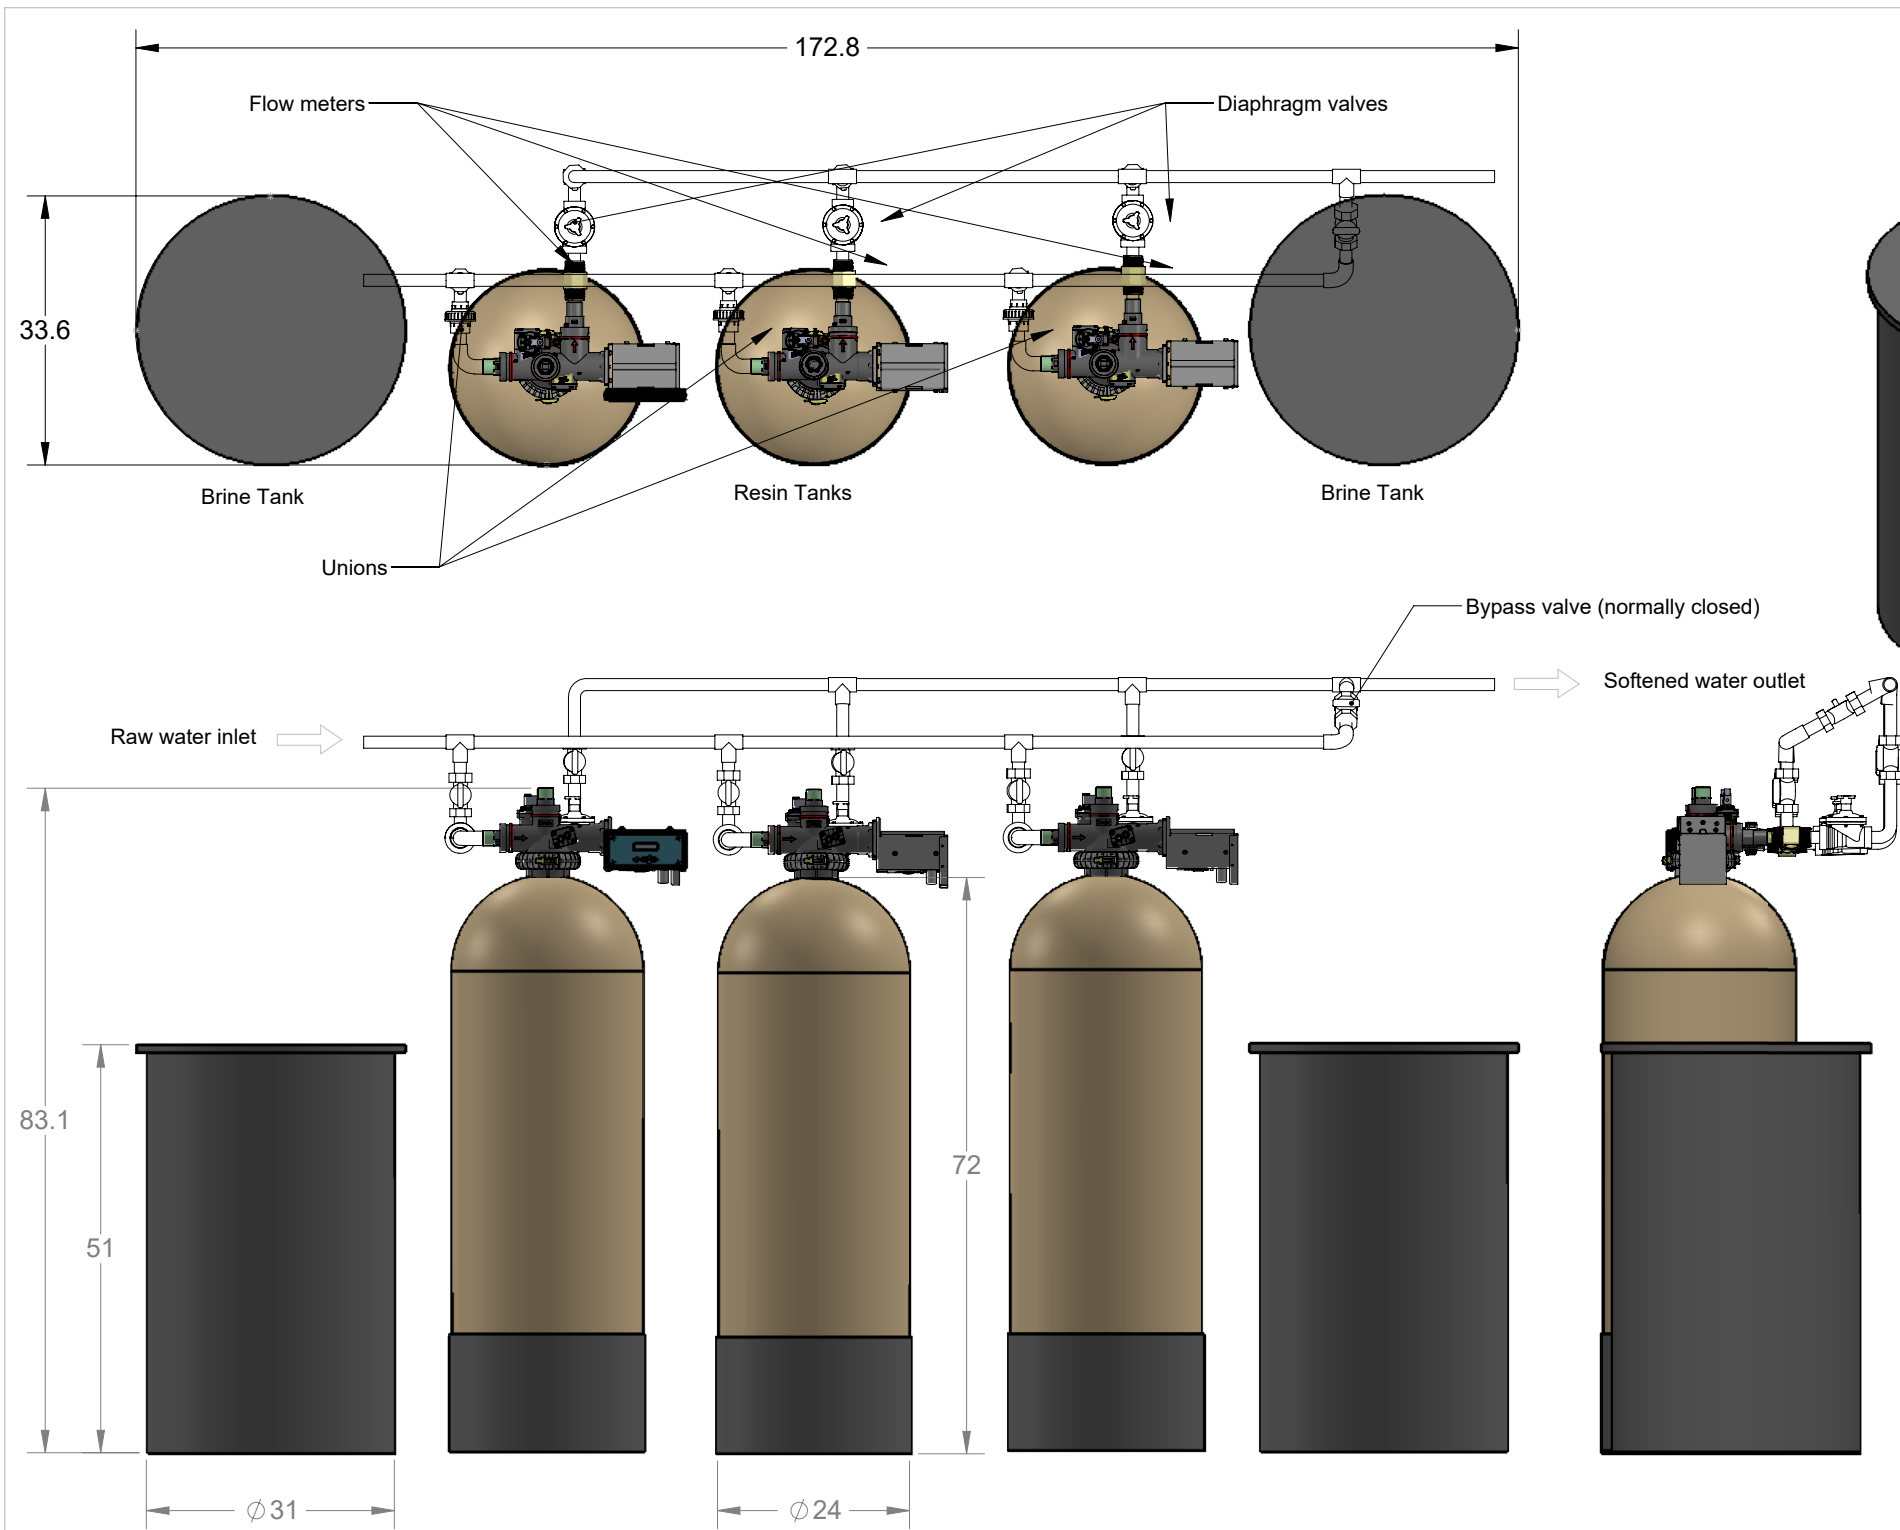 172.8
Flow meters
Diaphragm valves
33.6
Brine Tank
Resin Tanks
Brine Tank
Unions
Bypass valve (normally closed)
Softened water outlet
Raw water inlet
83.1
72
51
∅31
∅24